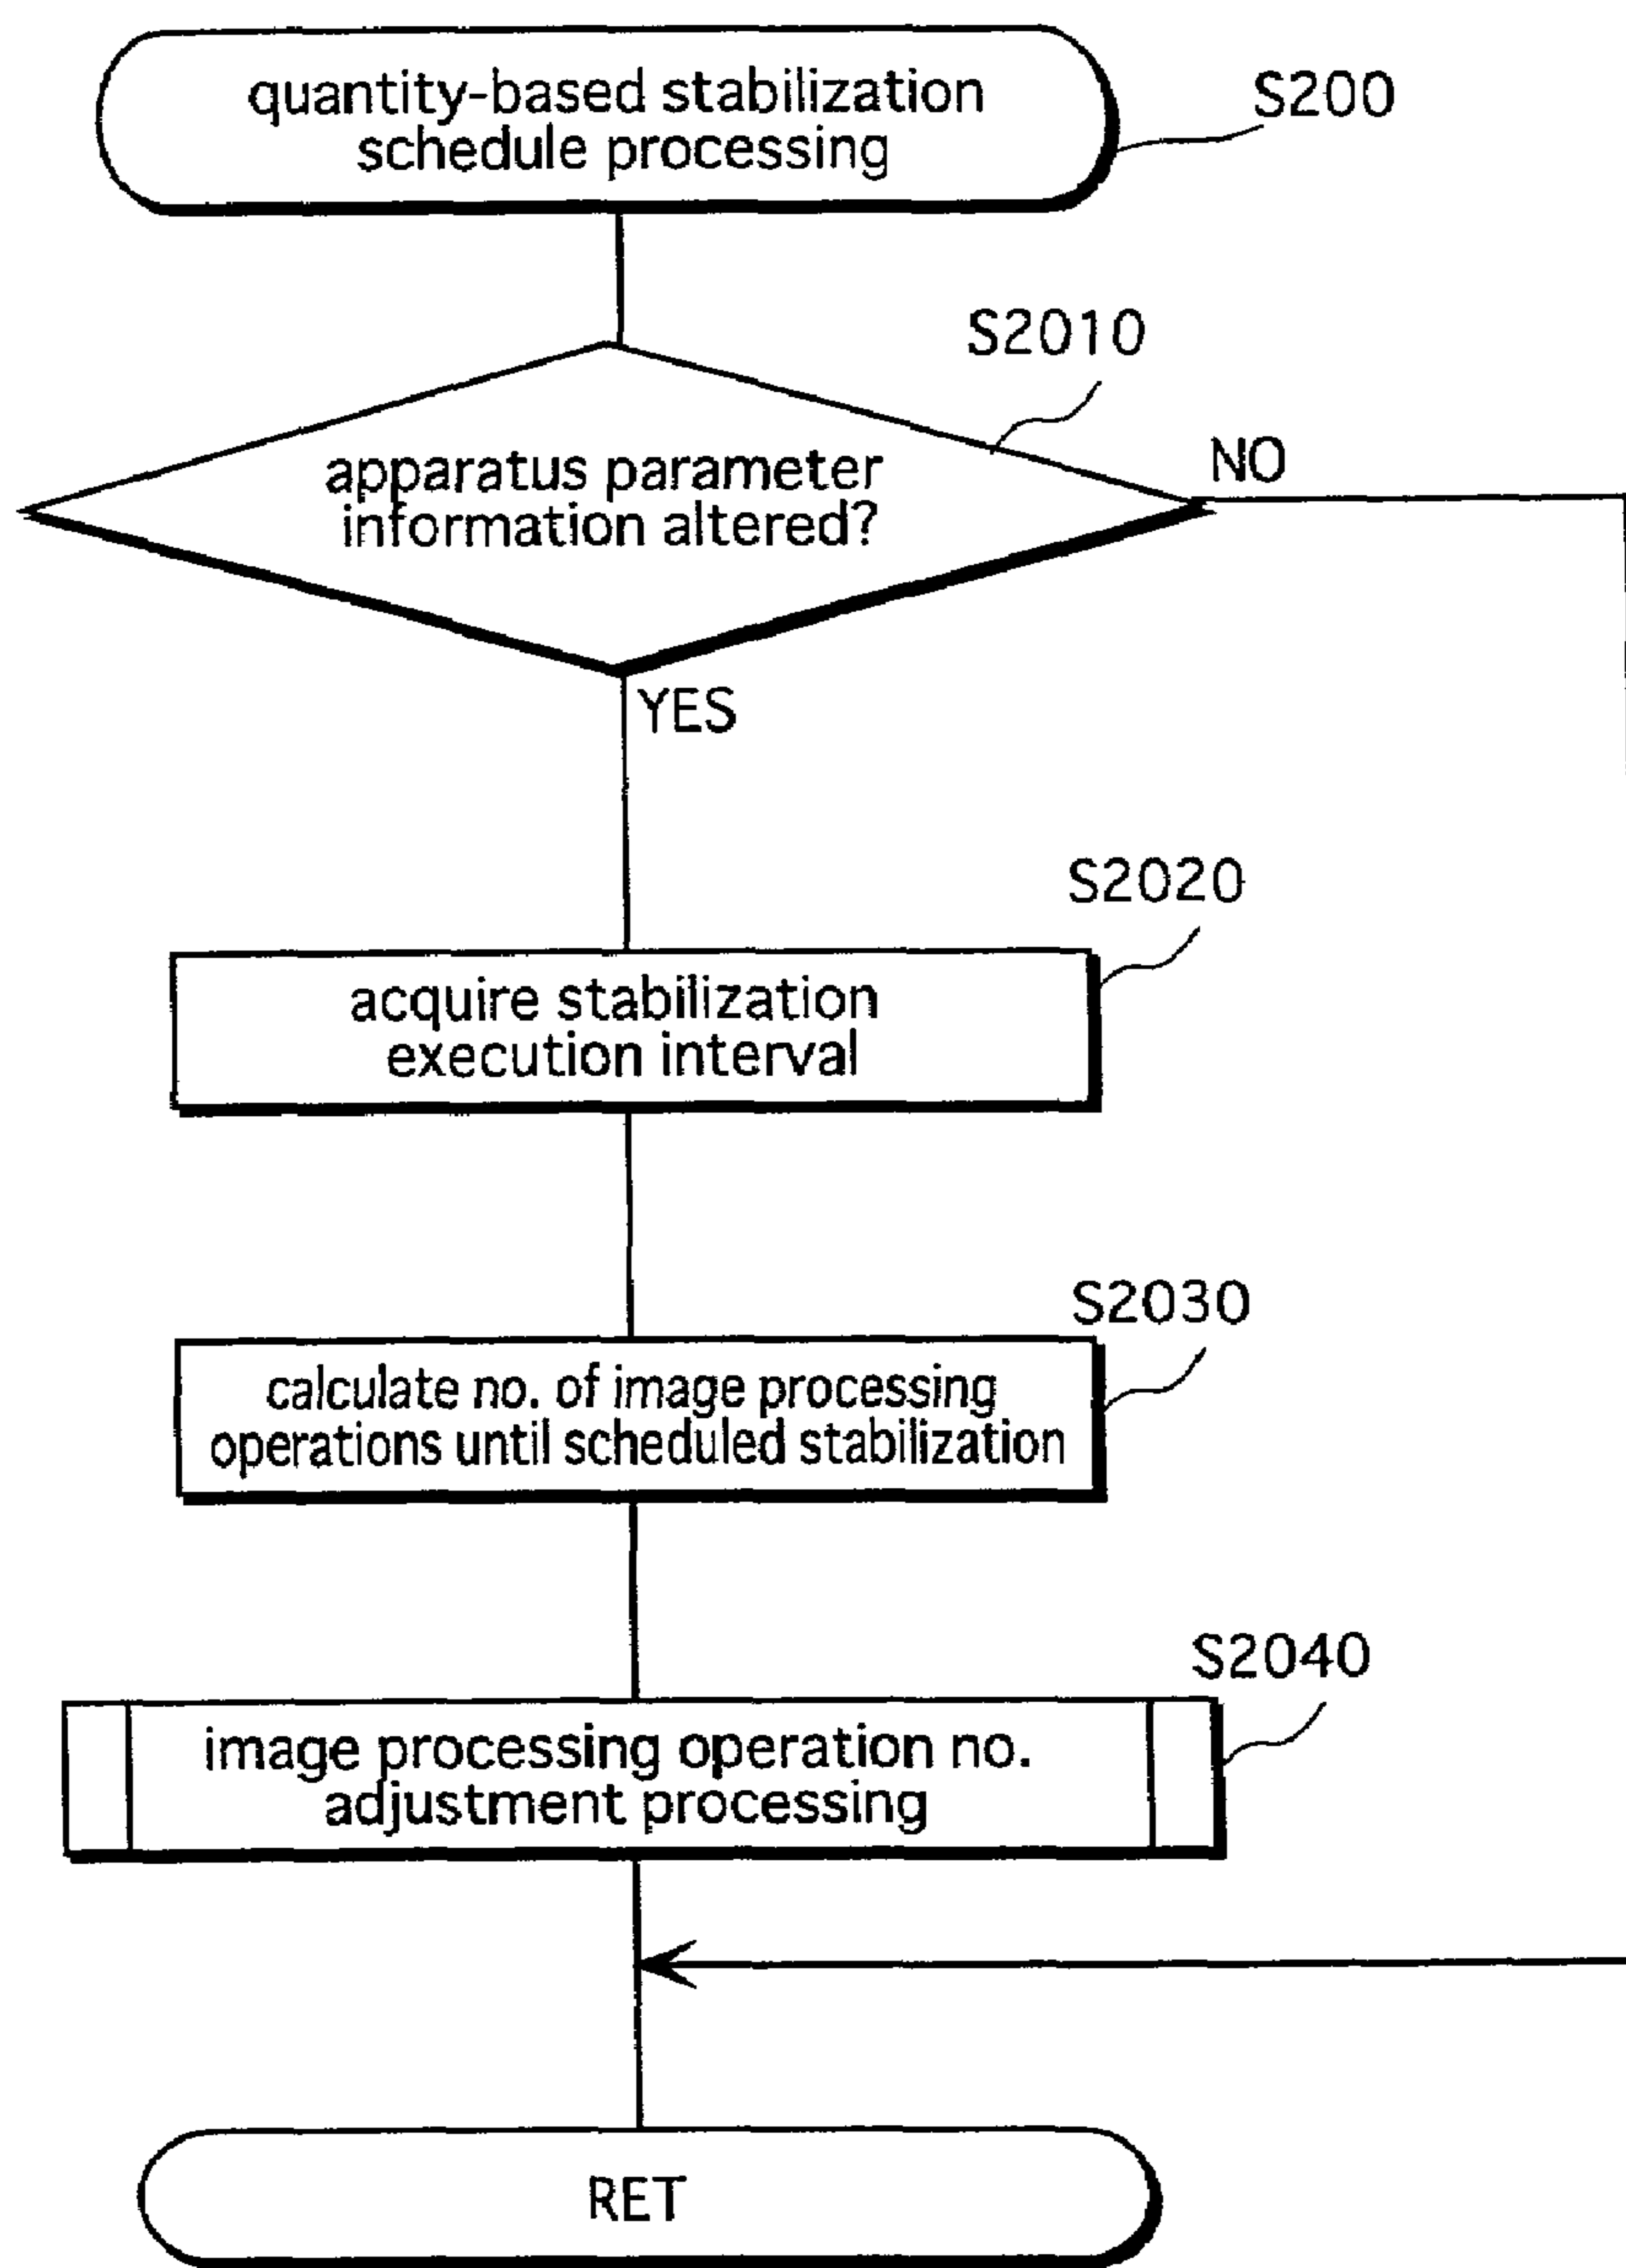 quantity-based stabilization
schedule processing
S200
S2010
apparatus parameter
information altered?
NO
YES
S2020
acquire stabilization
execution interval
S2030
calculate no. of image processing
operations until scheduled stabilization
S2040
image processing operation no.
adjustment processing
RET